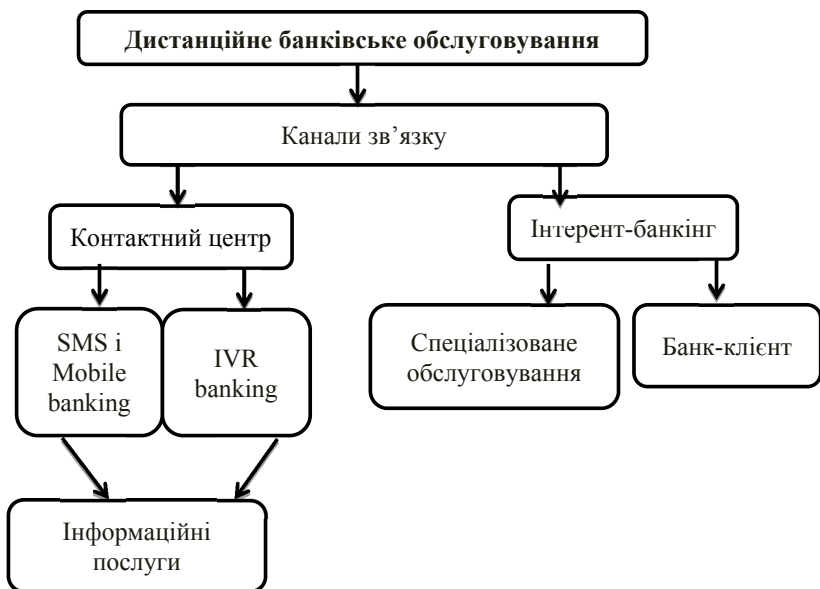 Дистанційне банківське обслуговування
Канали зв’язку
Контактний центр
Інтерент-банкінг
SMS і
Mobile
banking
IVR
banking
Спеціалізоване
обслуговування
Банк-клієнт
Інформаційні
послуги